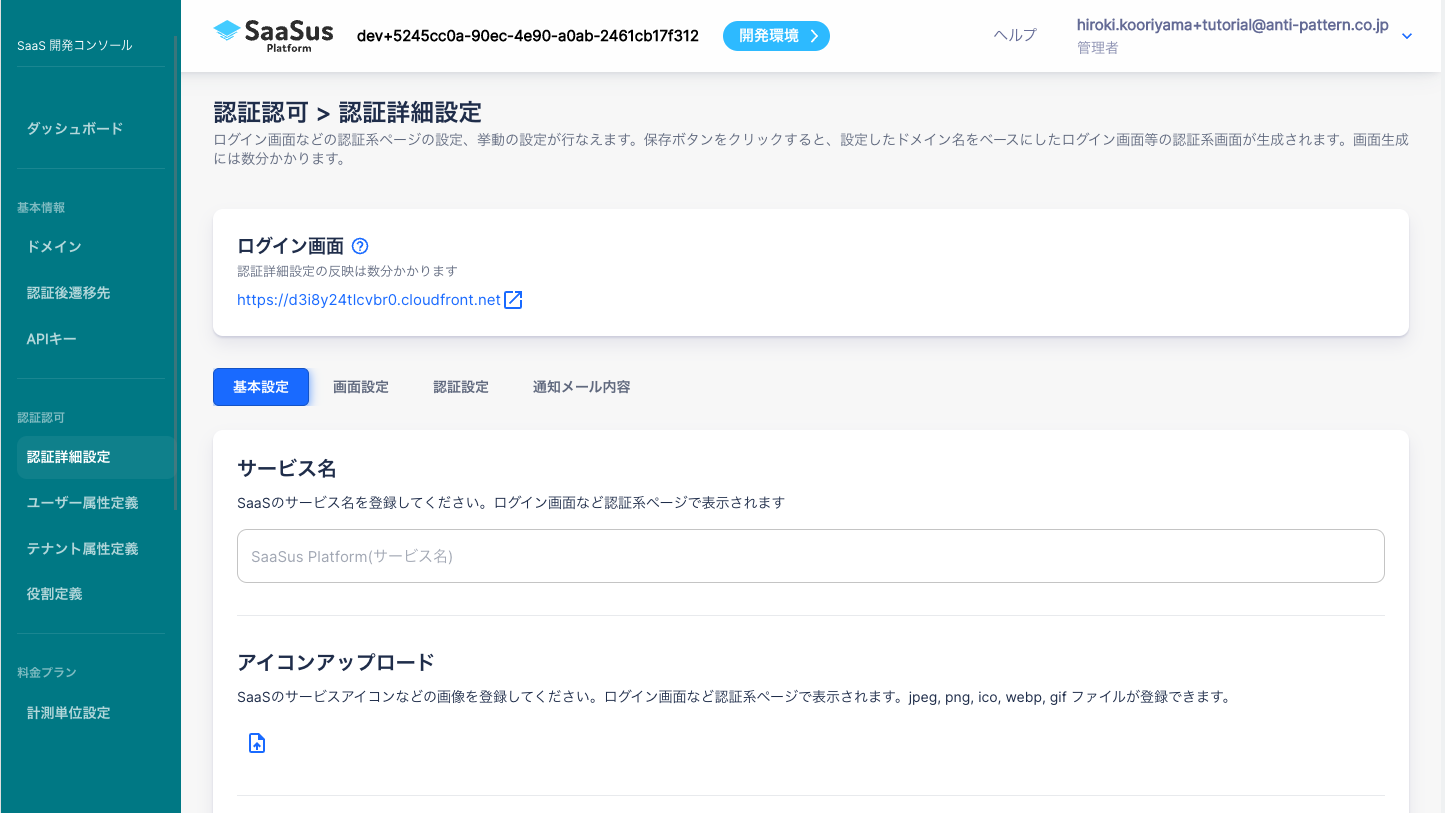 SaaS 開発コンソール
ダッシュボード
基本情報
ドメイン
認証後遷移先
APIキー
認証認可
認証詳細設定
ユーザー属性定義
テナント属性定義
役割定義
料金プラン
計測単位設定
SaaSus
Platform
dev+5245cc0a-90ec-4e90-a0ab-2461cb17f312
開発環境
ヘルプ
hiroki.kooriyama+tutorial@anti-pattern.co.jp
管理者
認証認可 > 認証詳細設定
ログイン画面などの認証系ページの設定、挙動の設定が行なえます。保存ボタンをクリックすると、設定したドメイン名をベースにしたログイン画面等の認証系画面が生成されます。画面生成
には数分かかります。
ログイン画面
認証詳細設定の反映は数分かかります
https://d3i8y24tlcvbr0.cloudfront.net
基本設定
画面設定
認証設定
通知メール内容
サービス名
SaaSのサービス名を登録してください。ログイン画面など認証系ページで表示されます
SaaSus Platform(サービス名)
アイコンアップロード
SaaSのサービスアイコンなどの画像を登録してください。ログイン画面など認証系ページで表示されます。jpeg, png, ico, webp, gif ファイルが登録できます。